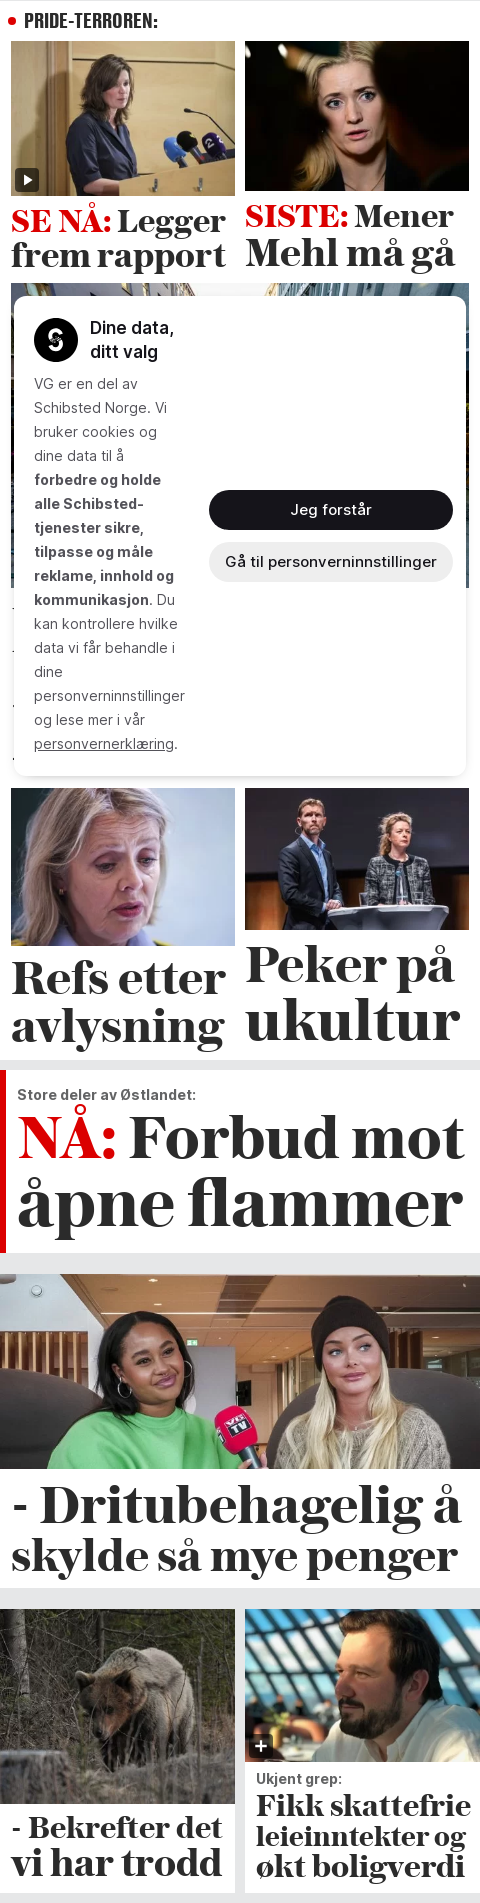 PRIDE-TERROREN:
SE NÅ: Legger
frem rapport
SISTE: Mener
Mehl må gå
Dine data,
ditt valg
VG er en del av
Schibsted Norge. Vi
bruker cookies og
dine data til å
forbedre og holde
alle Schibsted-
tjenester sikre,
tilpasse og måle
reklame, innhold og
kommunikasjon. Du
kan kontrollere hvilke
data vi får behandle i
dine
personverninnstillinger
og lese mer i vår
personvernerklæring.
Jeg forstår
Gå til personverninnstillinger
Refs etter
avlysning
Peker på
ukultur
Store deler av Østlandet:
NÅ: Forbud mot
åpne flammer
VG
TV
- Dritubehagelig å
skylde så mye penger
- Bekrefter det
vi har trodd
Ukjent grep:
Fikk skattefrie
leieinntekter og
økt boligverdi